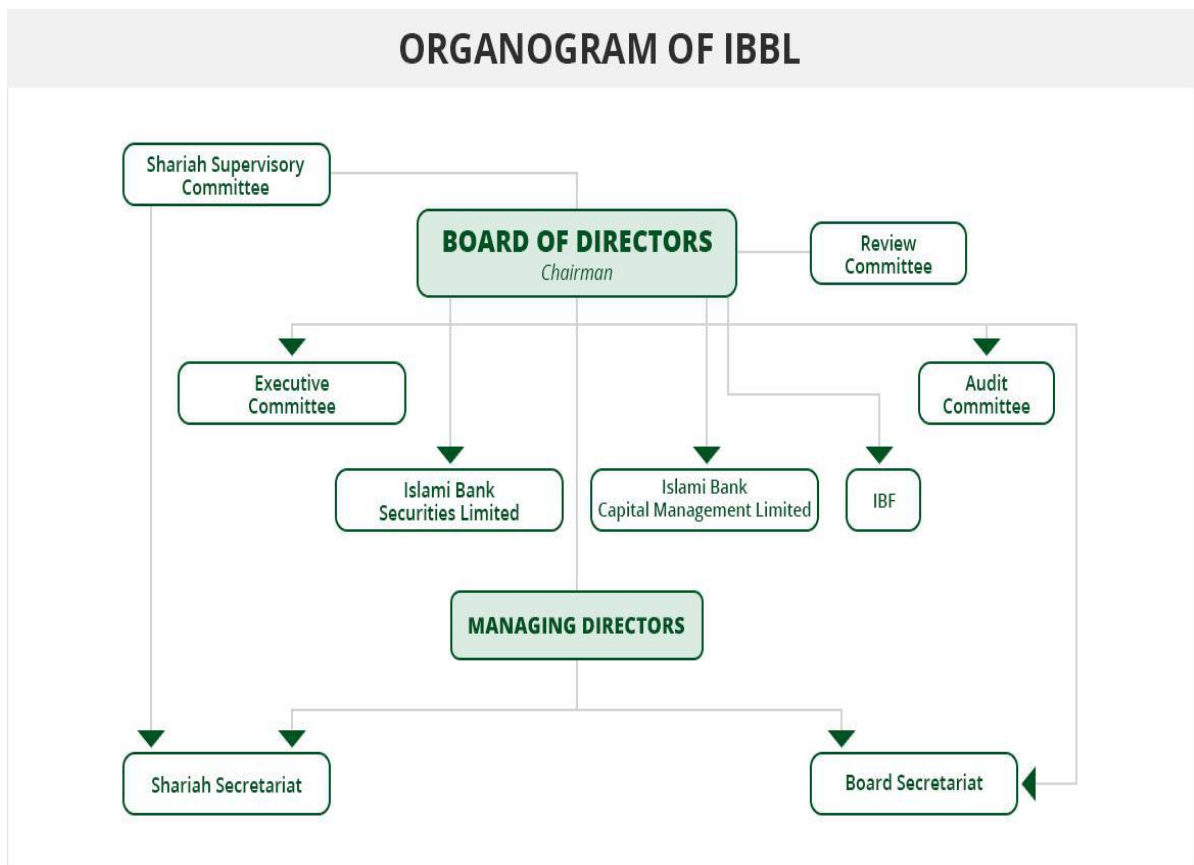 ORGANOGRAM OF IBBL
Shariah Supervisory
Committee
BOARD OF DIRECTORS
Chairman
Review
Committee
Executive
Committee
Audit
Committee
Islami Bank
Securities Limited
Islami Bank
Capital Management Limited
IBF
MANAGING DIRECTORS
Shariah Secretariat
Board Secretariat